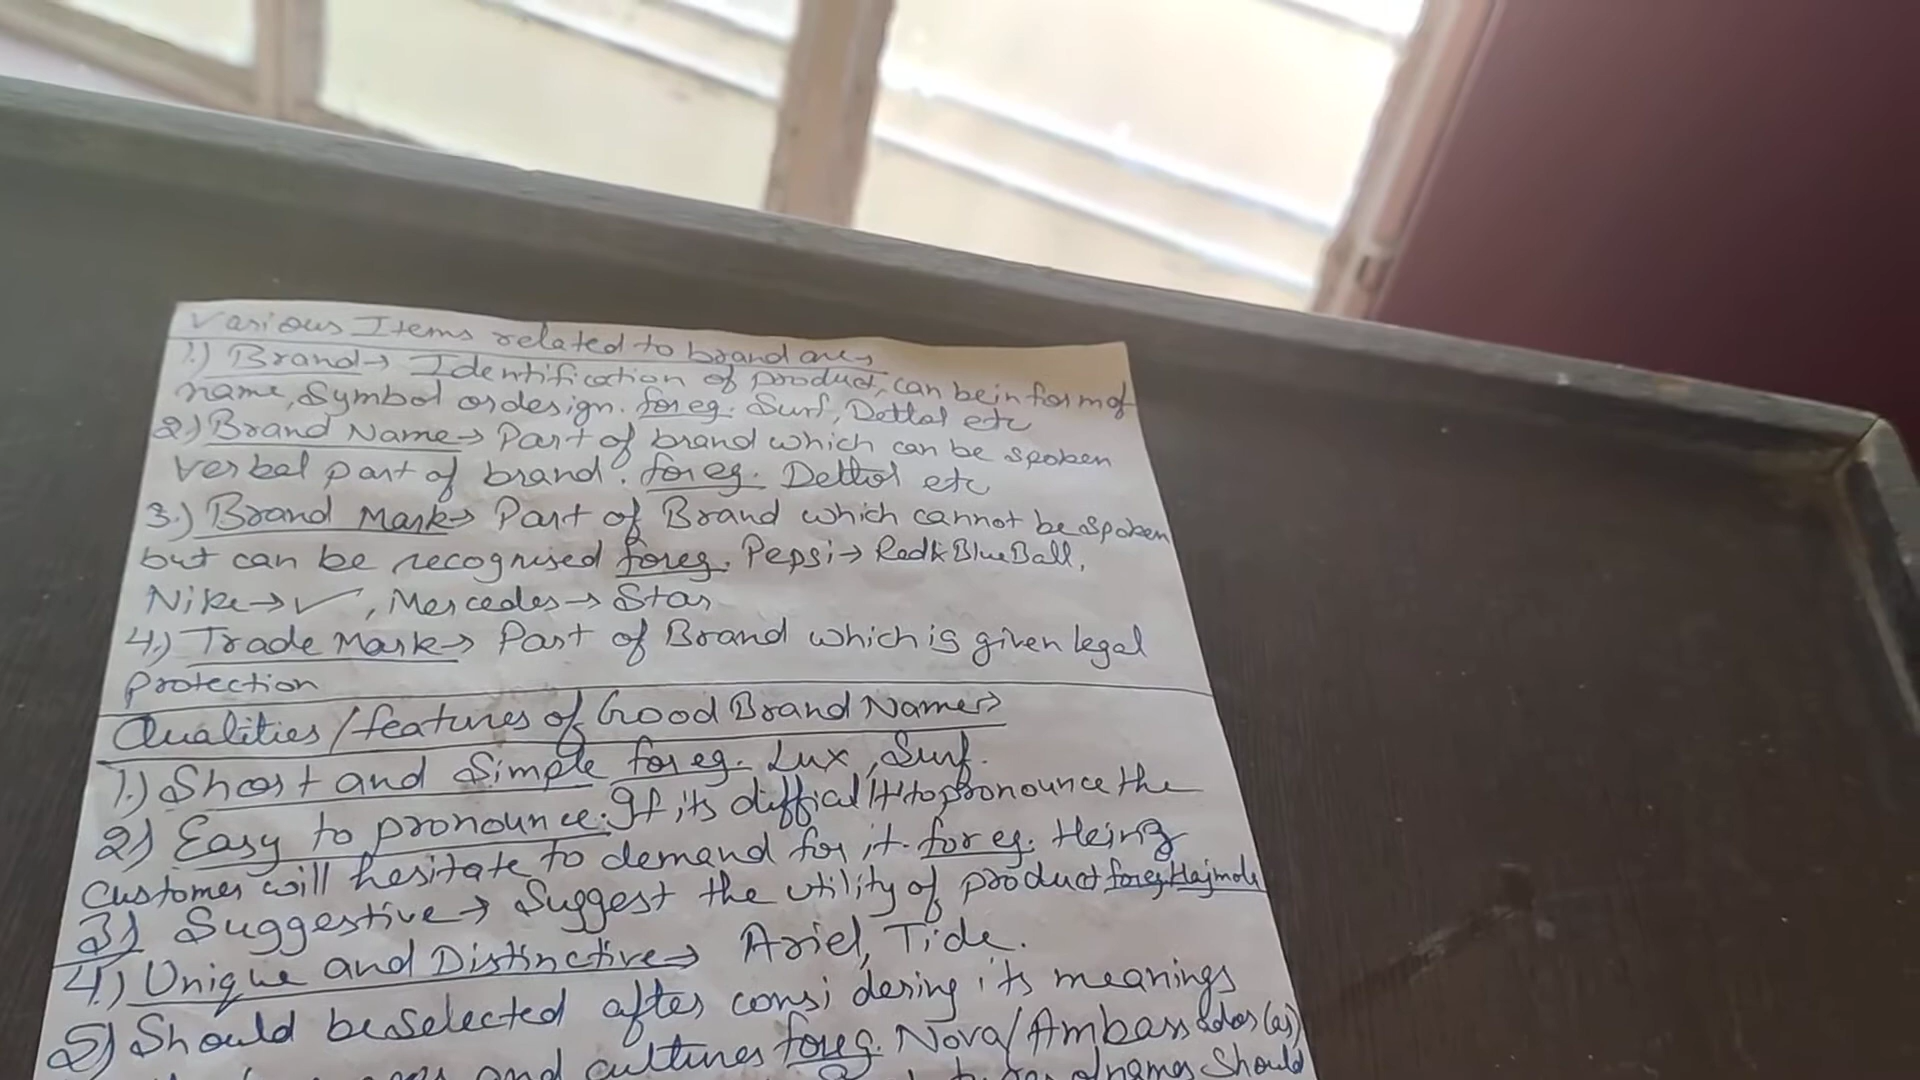 Various Items related to brand are→
1.) Brand→ Identification of product, can be in form of
name, Symbol or design. for eg. Surf, Dettol etc
2.) Brand Name→ Part of brand which can be spoken
Verbal part of brand. for eg. Dettol etc
3.) Brand Mark→ Part of Brand which cannot be spoken
but can be recognised for eg. Pepsi→ Red & Blue Ball,
Nike→✓, Mercedes→ Star
4.) Trade Mark→ Part of Brand which is given legal
protection
Qualities/features of Good Brand Name→
1.) Short and Simple for eg. Lux, Surf.
2) Easy to pronounce. If its difficult to pronounce the
customer will hesitate to demand for it. for eg. Heing
3) Suggestive→ Suggest the utility of product for eg Hajmola
4.) Unique and Distinctive→ Ariel, Tide.
5) Should be Selected after considering its meanings
and cultures for eg. Nova/Ambassador(as)
names Should